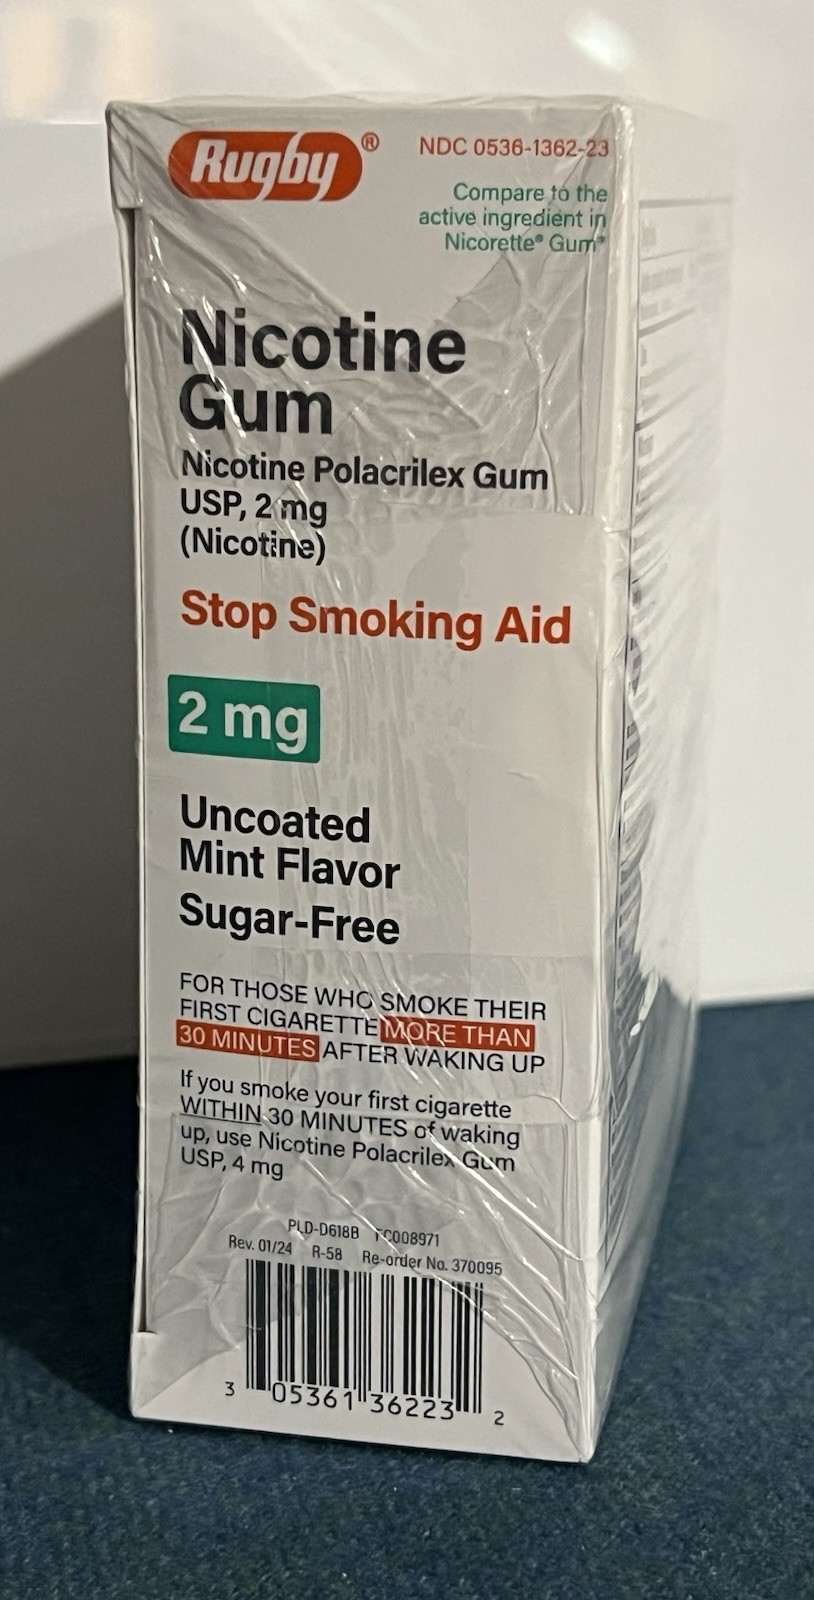 Rugby®
NDC 0536-1362-23
Compare to the
active ingredient in
Nicorette® Gum*
Nicotine
Gum
Nicotine Polacrilex Gum
USP, 2 mg
(Nicotine)
Stop Smoking Aid
2 mg
Uncoated
Mint Flavor
Sugar-Free
FOR THOSE WHO SMOKE THEIR
FIRST CIGARETTE MORE THAN
30 MINUTES AFTER WAKING UP
If you smoke your first cigarette
WITHIN 30 MINUTES of waking
up, use Nicotine Polacrilex Gum
USP, 4 mg
PLD-D618B FC008971
Rev. 01/24 R-58 Re-order No. 370095
3 05361 36223 2